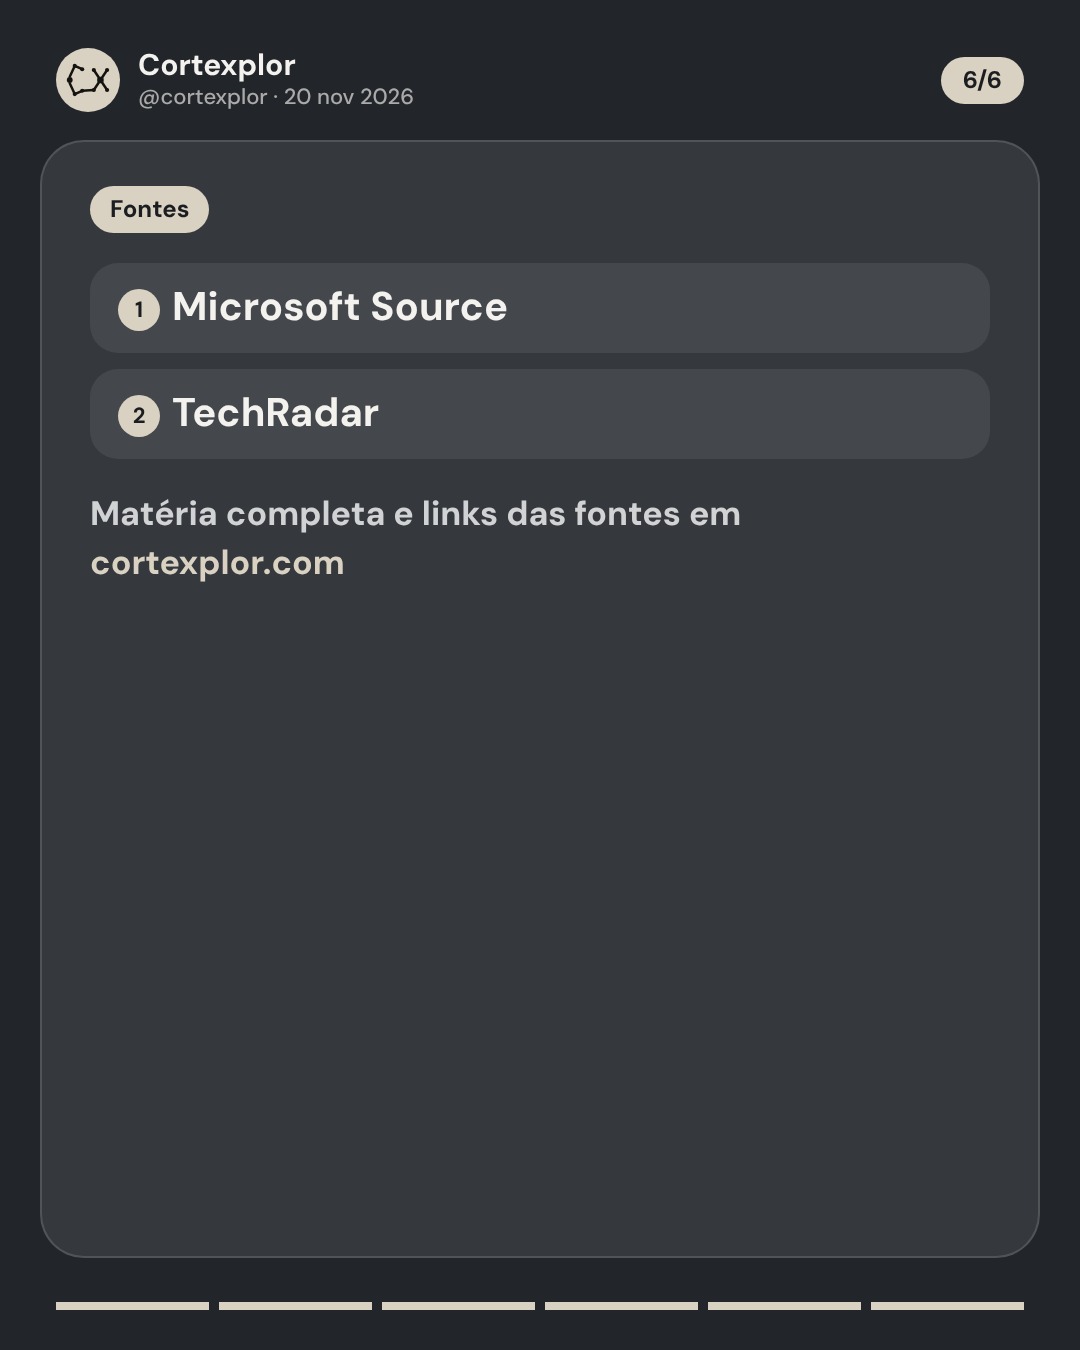 Cortexplor
@cortexplor · 20 nov 2026
6/6
Fontes
1 Microsoft Source
2 TechRadar
Matéria completa e links das fontes em
cortexplor.com